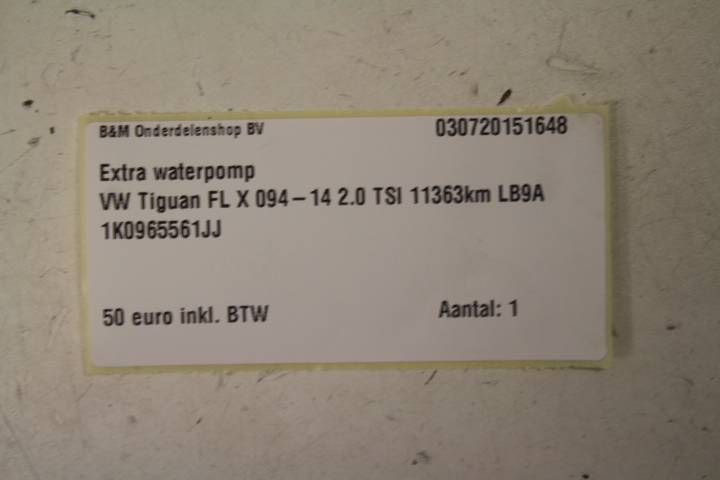 B&M Onderdelenshop BV 030720151648
Extra waterpomp
VW Tiguan FL X 094-14 2.0 TSI 11363km LB9A
1K0965561JJ
50 euro inkl. BTW Aantal: 1